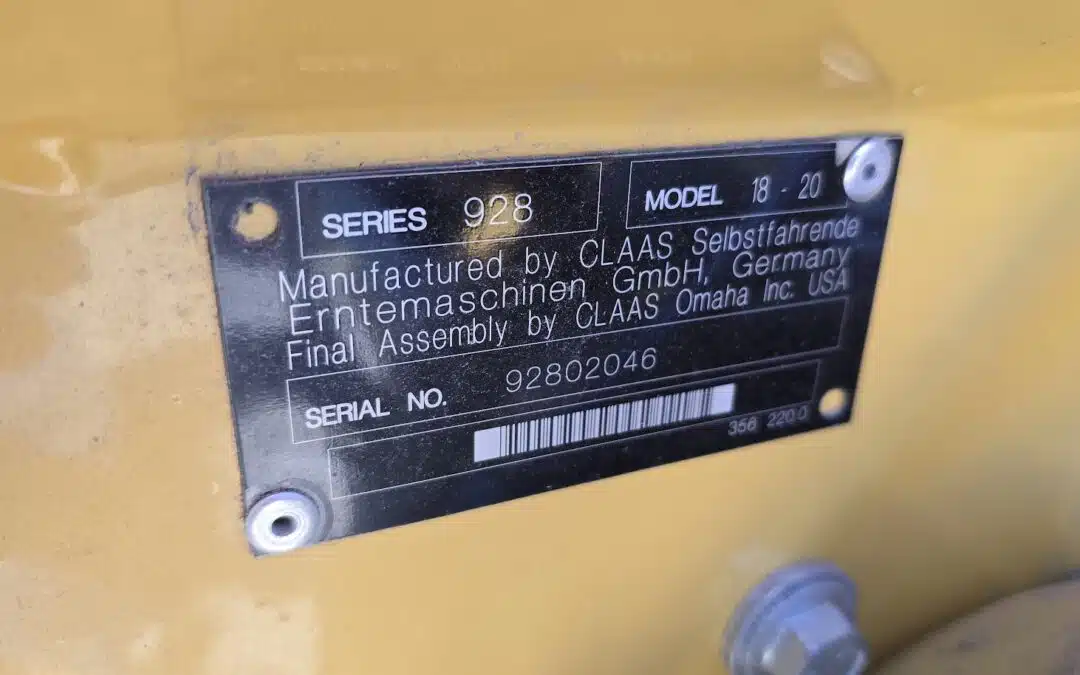 SERIES 928 MODEL 18 - 20
Manufactured by CLAAS Selbstfahrende
Erntemaschinen GmbH, Germany
Final Assembly by CLAAS Omaha Inc. USA
SERIAL NO. 92802046
356 220.0